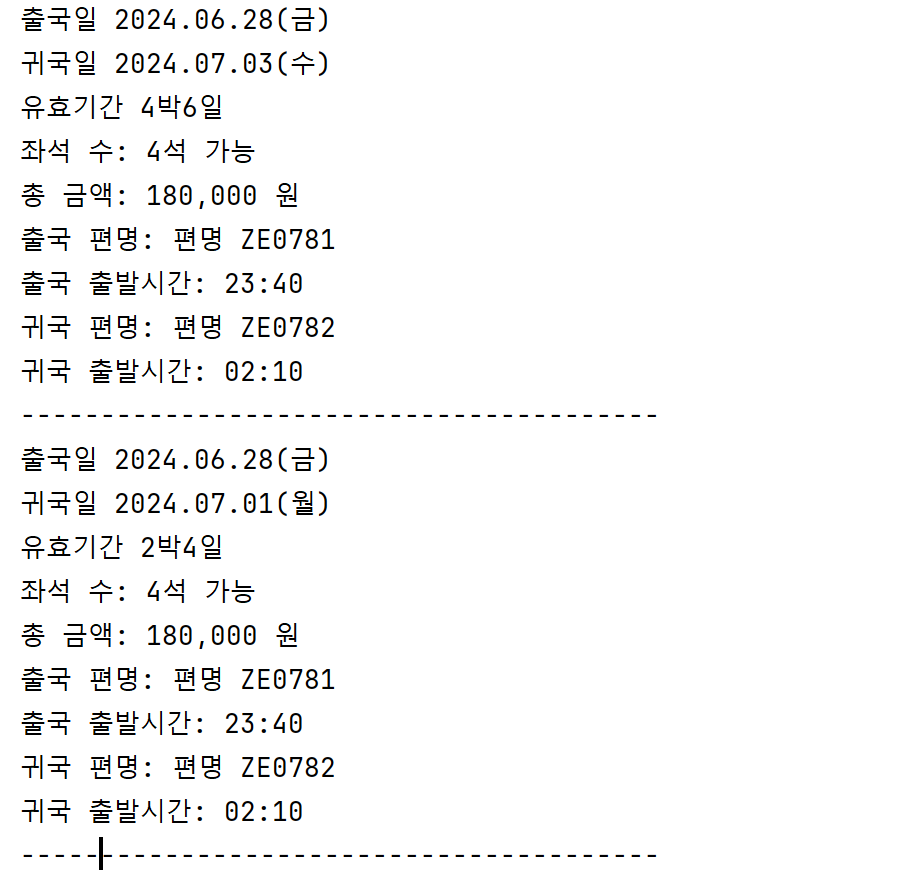 출국일 2024.06.28(금)
귀국일 2024.07.03(수)
유효기간 4박6일
좌석 수: 4석 가능
총 금액: 180,000 원
출국 편명: 편명 ZE0781
출국 출발시간: 23:40
귀국 편명: 편명 ZE0782
귀국 출발시간: 02:10
----------------------------------------
출국일 2024.06.28(금)
귀국일 2024.07.01(월)
유효기간 2박4일
좌석 수: 4석 가능
총 금액: 180,000 원
출국 편명: 편명 ZE0781
출국 출발시간: 23:40
귀국 편명: 편명 ZE0782
귀국 출발시간: 02:10
----------------------------------------